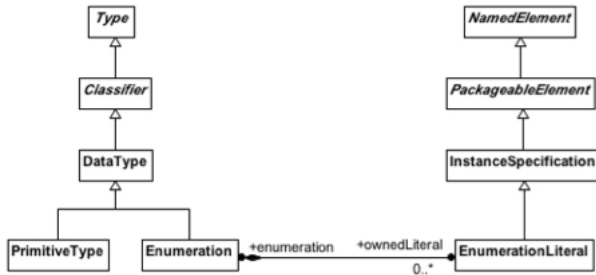 Type
NamedElement
Classifier
PackageableElement
DataType
InstanceSpecification
PrimitiveType
Enumeration
+enumeration
+ownedLiteral
0..*
EnumerationLiteral